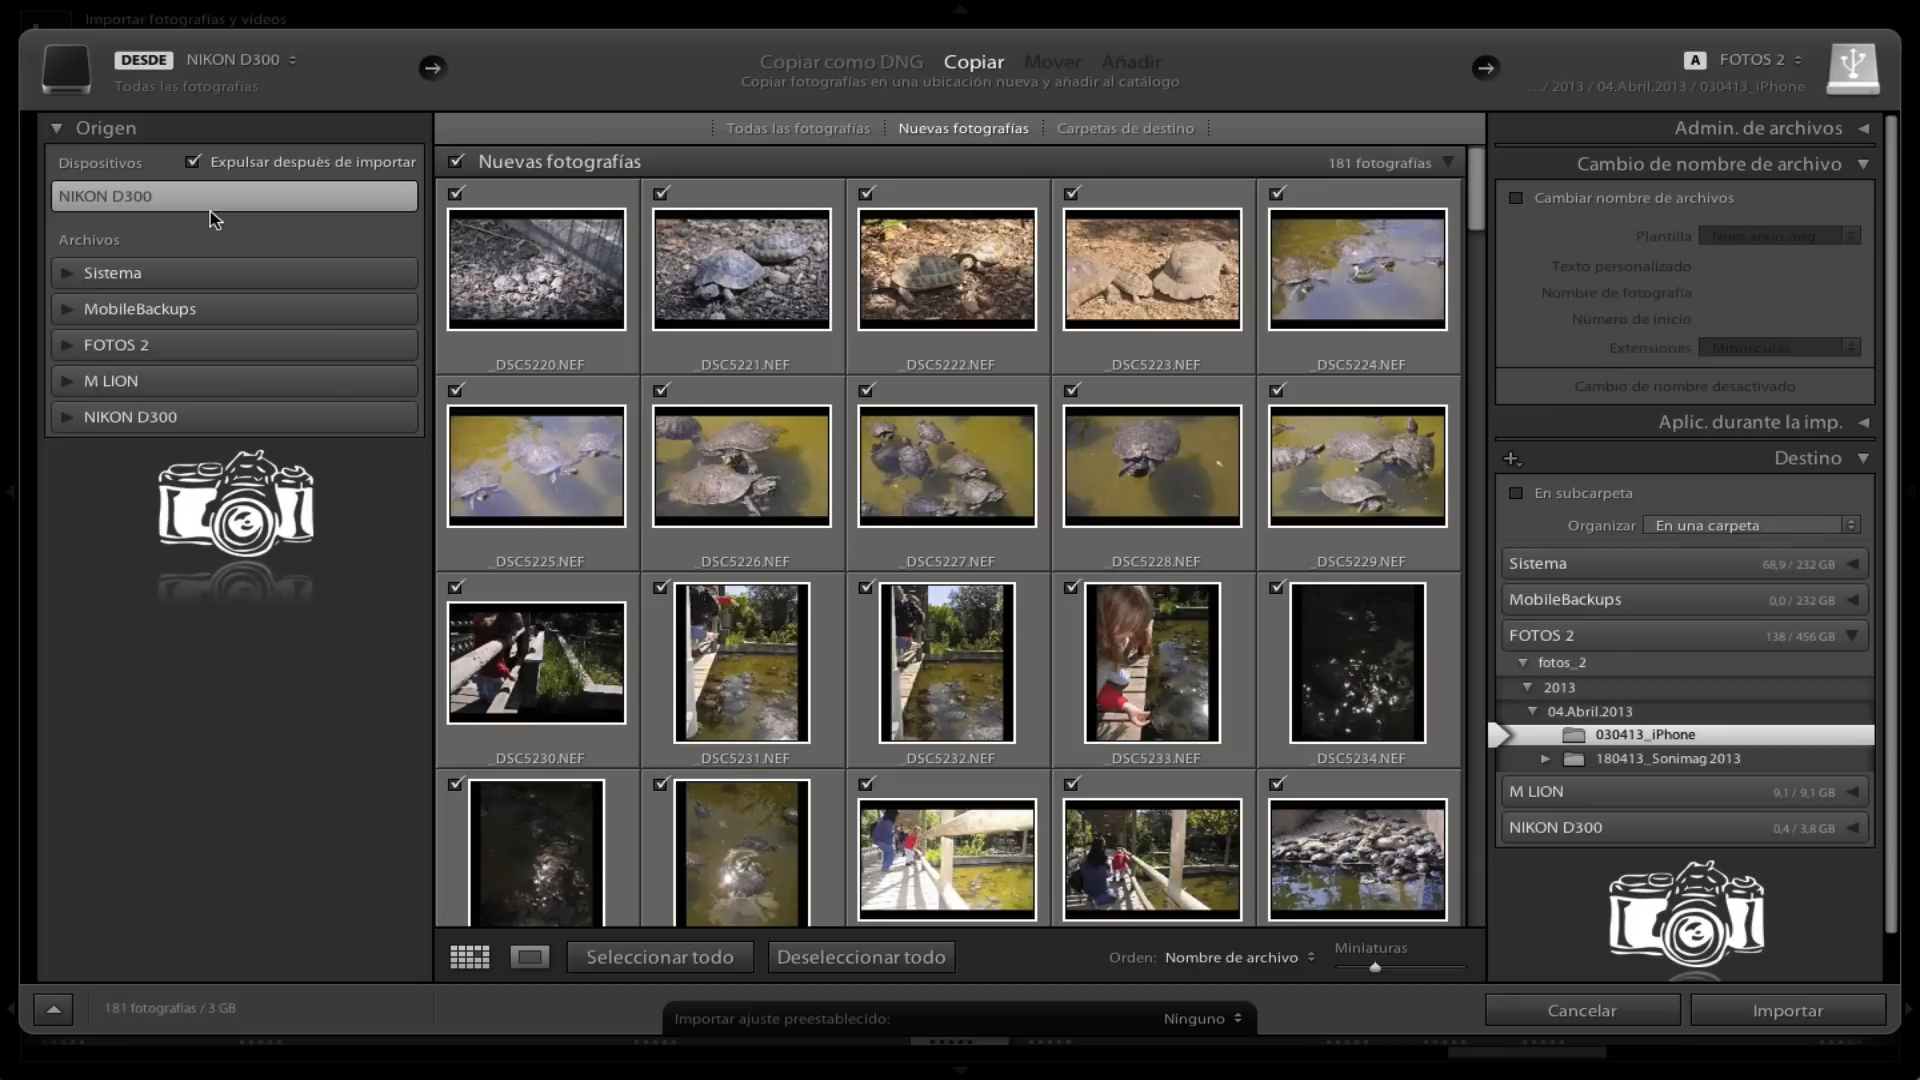 Importar fotografías y vídeos
DESDE NIKON D300
Todas las fotografías
Copiar como DNG Copiar Mover Añadir
Copiar fotografías en una ubicación nueva y añadir al catálogo
A FOTOS 2
.../ 2013 / 04.Abril.2013 / 030413_iPhone
Origen
Dispositivos Expulsar después de importar
NIKON D300
Archivos
Sistema
MobileBackups
FOTOS 2
M LION
NIKON D300
Todas las fotografías Nuevas fotografías Carpetas de destino
Nuevas fotografías 181 fotografías
_DSC5220.NEF _DSC5221.NEF _DSC5222.NEF _DSC5223.NEF _DSC5224.NEF
_DSC5225.NEF _DSC5226.NEF _DSC5227.NEF _DSC5228.NEF _DSC5229.NEF
_DSC5230.NEF _DSC5231.NEF _DSC5232.NEF _DSC5233.NEF _DSC5234.NEF
Seleccionar todo Deseleccionar todo Orden: Nombre de archivo Miniaturas
Admin. de archivos
Cambio de nombre de archivo
Cambiar nombre de archivos
Plantilla
Texto personalizado
Nombre de fotografía
Número de inicio
Extensiones Minúsculas
Cambio de nombre desactivado
Aplic. durante la imp.
Destino
En subcarpeta
Organizar En una carpeta
Sistema 68,9 / 232 GB
MobileBackups 0,0 / 232 GB
FOTOS 2 138 / 456 GB
fotos_2
2013
04.Abril.2013
030413_iPhone
180413_Sonimag 2013
M LION 9,1 / 9,1 GB
NIKON D300 0,4 / 3,8 GB
181 fotografías / 3 GB
Importar ajuste preestablecido: Ninguno
Cancelar Importar